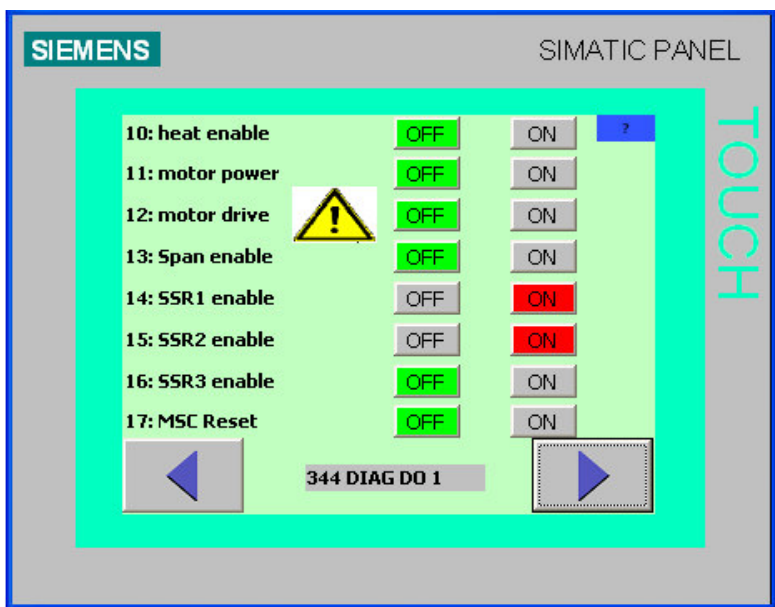 SIEMENS
SIMATIC PANEL
TOUCH
10: heat enable OFF ON ?
11: motor power OFF ON
12: motor drive OFF ON
13: Span enable OFF ON
14: SSR1 enable OFF ON
15: SSR2 enable OFF ON
16: SSR3 enable OFF ON
17: MSC Reset OFF ON
344 DIAG DO 1